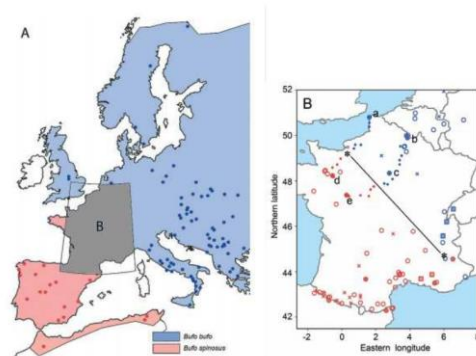 A
B
Bufo bufo
Bufo spinosus
B
52
50
48
46
44
42
Northern latitude
a
b
c
d
e
-2 0 2 4 6 8
Eastern longitude